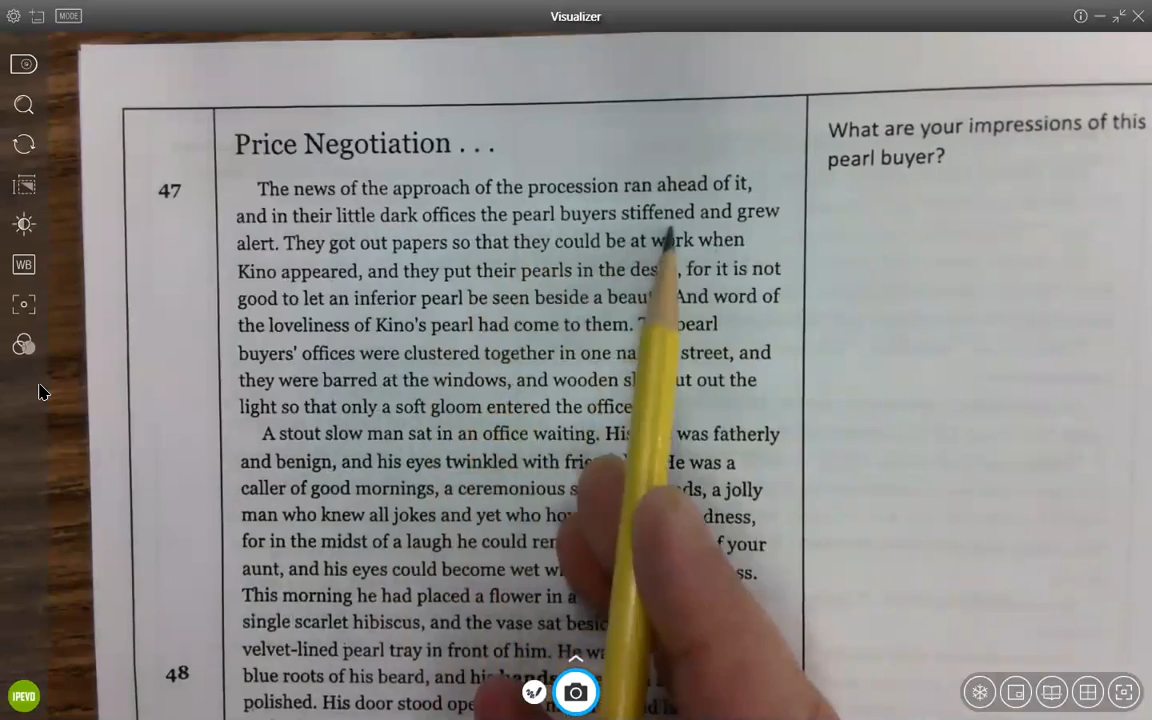 MODE
Visualizer
Price Negotiation . . .
What are your impressions of this
pearl buyer?
47
The news of the approach of the procession ran ahead of it,
and in their little dark offices the pearl buyers stiffened and grew
alert. They got out papers so that they could be at work when
Kino appeared, and they put their pearls in the , for it is not
good to let an inferior pearl be seen beside a And word of
the loveliness of Kino's pearl had come to them. pearl
buyers' offices were clustered together in one street, and
they were barred at the windows, and wooden out the
light so that only a soft gloom entered the office
A stout slow man sat in an office waiting. His was fatherly
and benign, and his eyes twinkled with He was a
caller of good mornings, a ceremonious a jolly
man who knew all jokes and yet who
for in the midst of a laugh he could of your
aunt, and his eyes could become wet
This morning he had placed a flower in a
single scarlet hibiscus, and the vase sat
velvet-lined pearl tray in front of him. He
48
blue roots of his beard, and his hands
polished. His door stood
WB
IPEVO